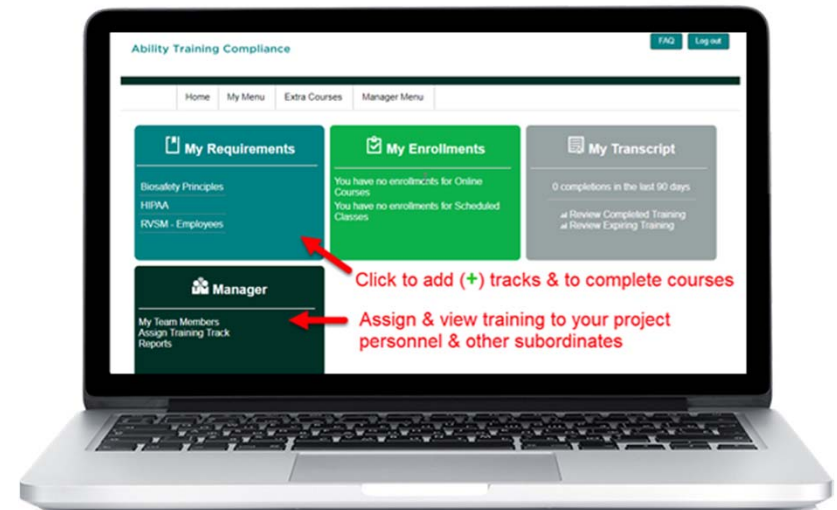 Ability Training Compliance
FAQ
Log out
Home
My Menu
Extra Courses
Manager Menu
My Requirements
Biosafety Principles
HIPAA
RVSM - Employees
My Enrollments
You have no enrollments for Online
Courses
You have no enrollments for Scheduled
Classes
My Transcript
0 completions in the last 90 days
Review Completed Training
Review Expiring Training
Click to add (+) tracks & to complete courses
Manager
My Team Members
Assign Training Track
Reports
Assign & view training to your project
personnel & other subordinates